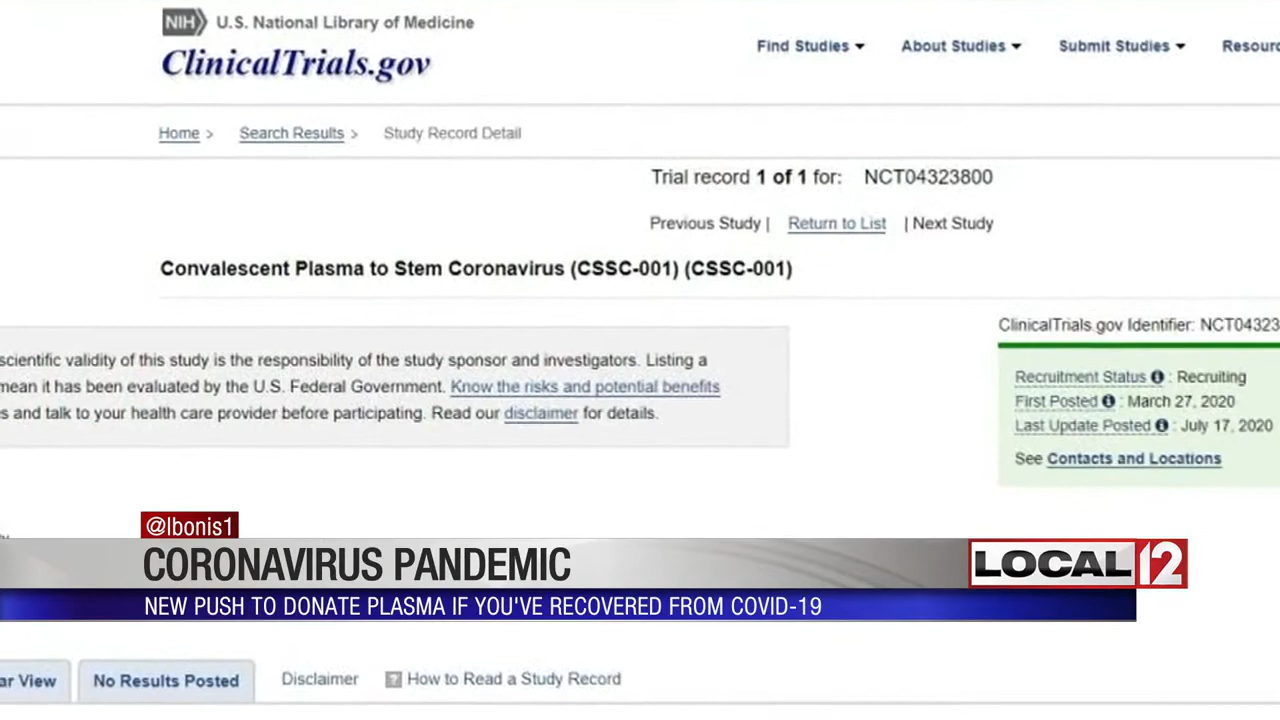 NIH U.S. National Library of Medicine
ClinicalTrials.gov
Find Studies About Studies Submit Studies
Home > Search Results > Study Record Detail
Trial record 1 of 1 for: NCT04323800
Previous Study | Return to List | Next Study
Convalescent Plasma to Stem Coronavirus (CSSC-001) (CSSC-001)
ClinicalTrials.gov Identifier: NCT04323
scientific validity of this study is the responsibility of the study sponsor and investigators. Listing a
mean it has been evaluated by the U.S. Federal Government. Know the risks and potential benefits
and talk to your health care provider before participating. Read our disclaimer for details.
Recruitment Status : Recruiting
First Posted : March 27, 2020
Last Update Posted : July 17, 2020
See Contacts and Locations
@lbonis1
CORONAVIRUS PANDEMIC
LOCAL 12
NEW PUSH TO DONATE PLASMA IF YOU'VE RECOVERED FROM COVID-19
View
No Results Posted
Disclaimer
? How to Read a Study Record